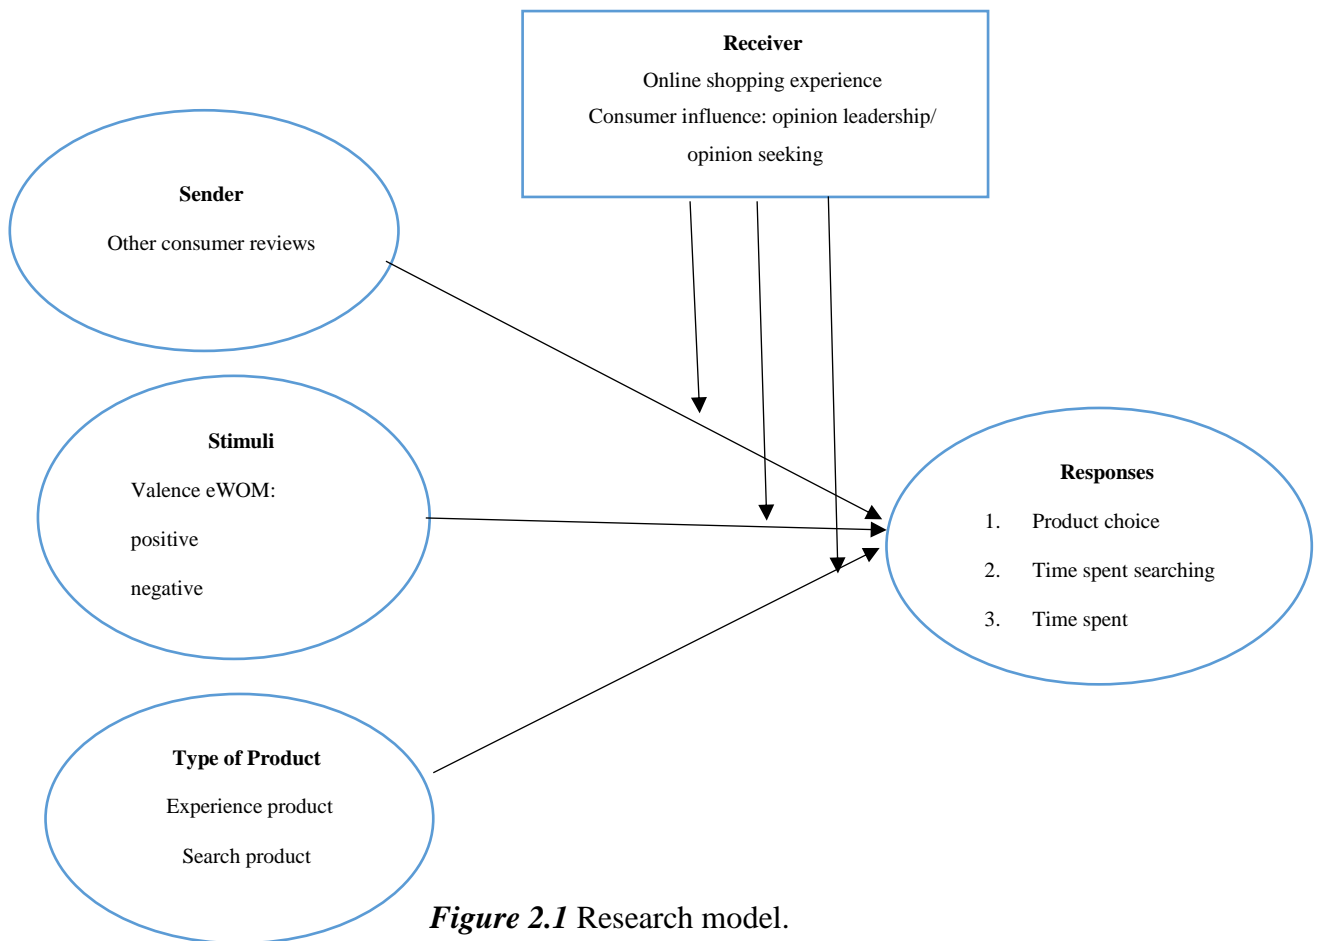 Receiver
Online shopping experience
Consumer influence: opinion leadership/
opinion seeking
Sender
Other consumer reviews
Stimuli
Valence eWOM:
positive
negative
Responses
1. Product choice
2. Time spent searching
3. Time spent
Type of Product
Experience product
Search product
Figure 2.1 Research model.